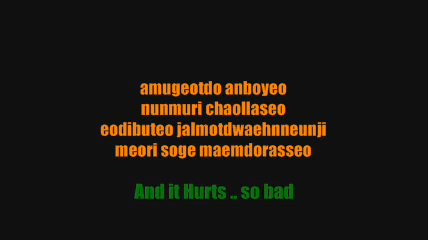 amugeotdo anboyeo
nunmuri chaollaseo
eodibuteo jalmotdwaehnneunji
meori soge maemdorasseo
And it Hurts .. so bad